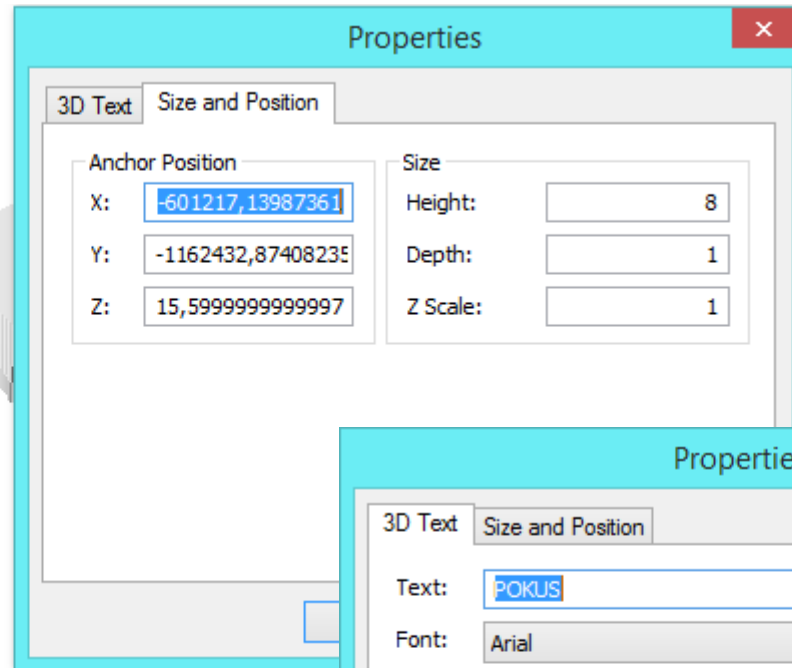 Properties
3D Text Size and Position
Anchor Position Size
X: -601217,13987361 Height: 8
Y: -1162432,87408235 Depth: 1
Z: 15,5999999999997 Z Scale: 1
Propertie
3D Text Size and Position
Text: POKUS
Font: Arial